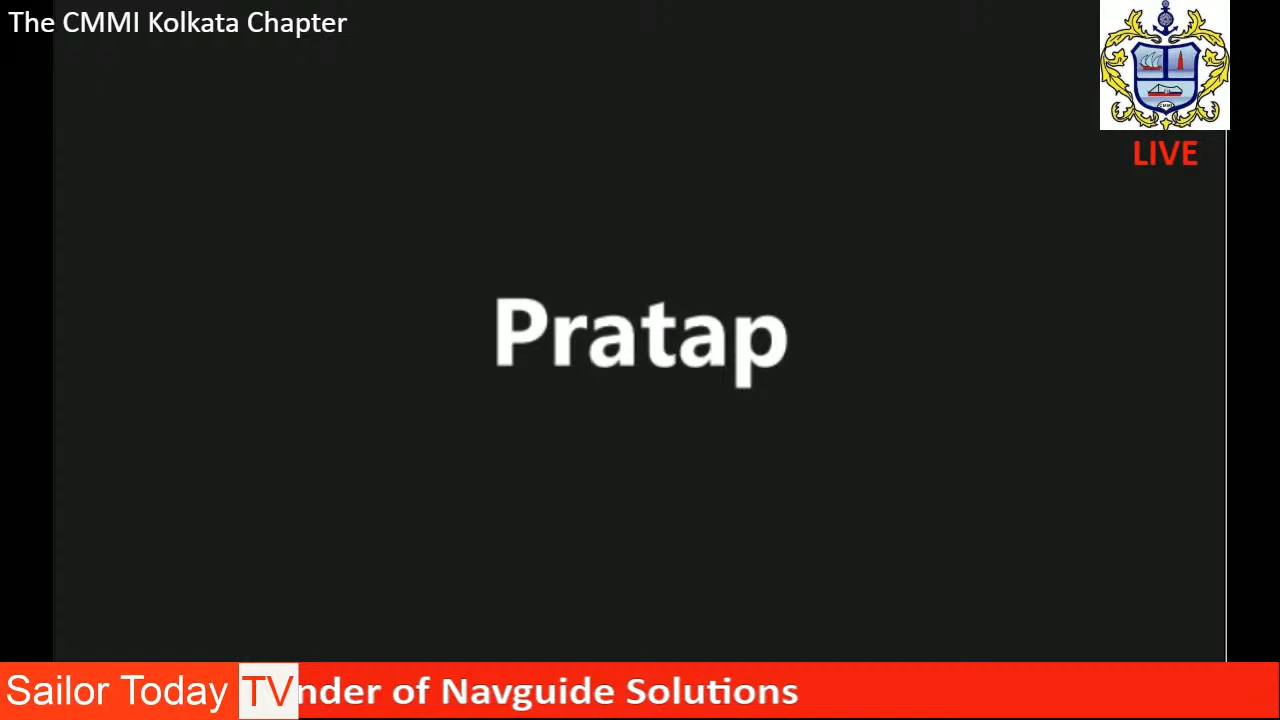 The CMMI Kolkata Chapter
LIVE
Pratap
Sailor Today TV
nder of Navguide Solutions